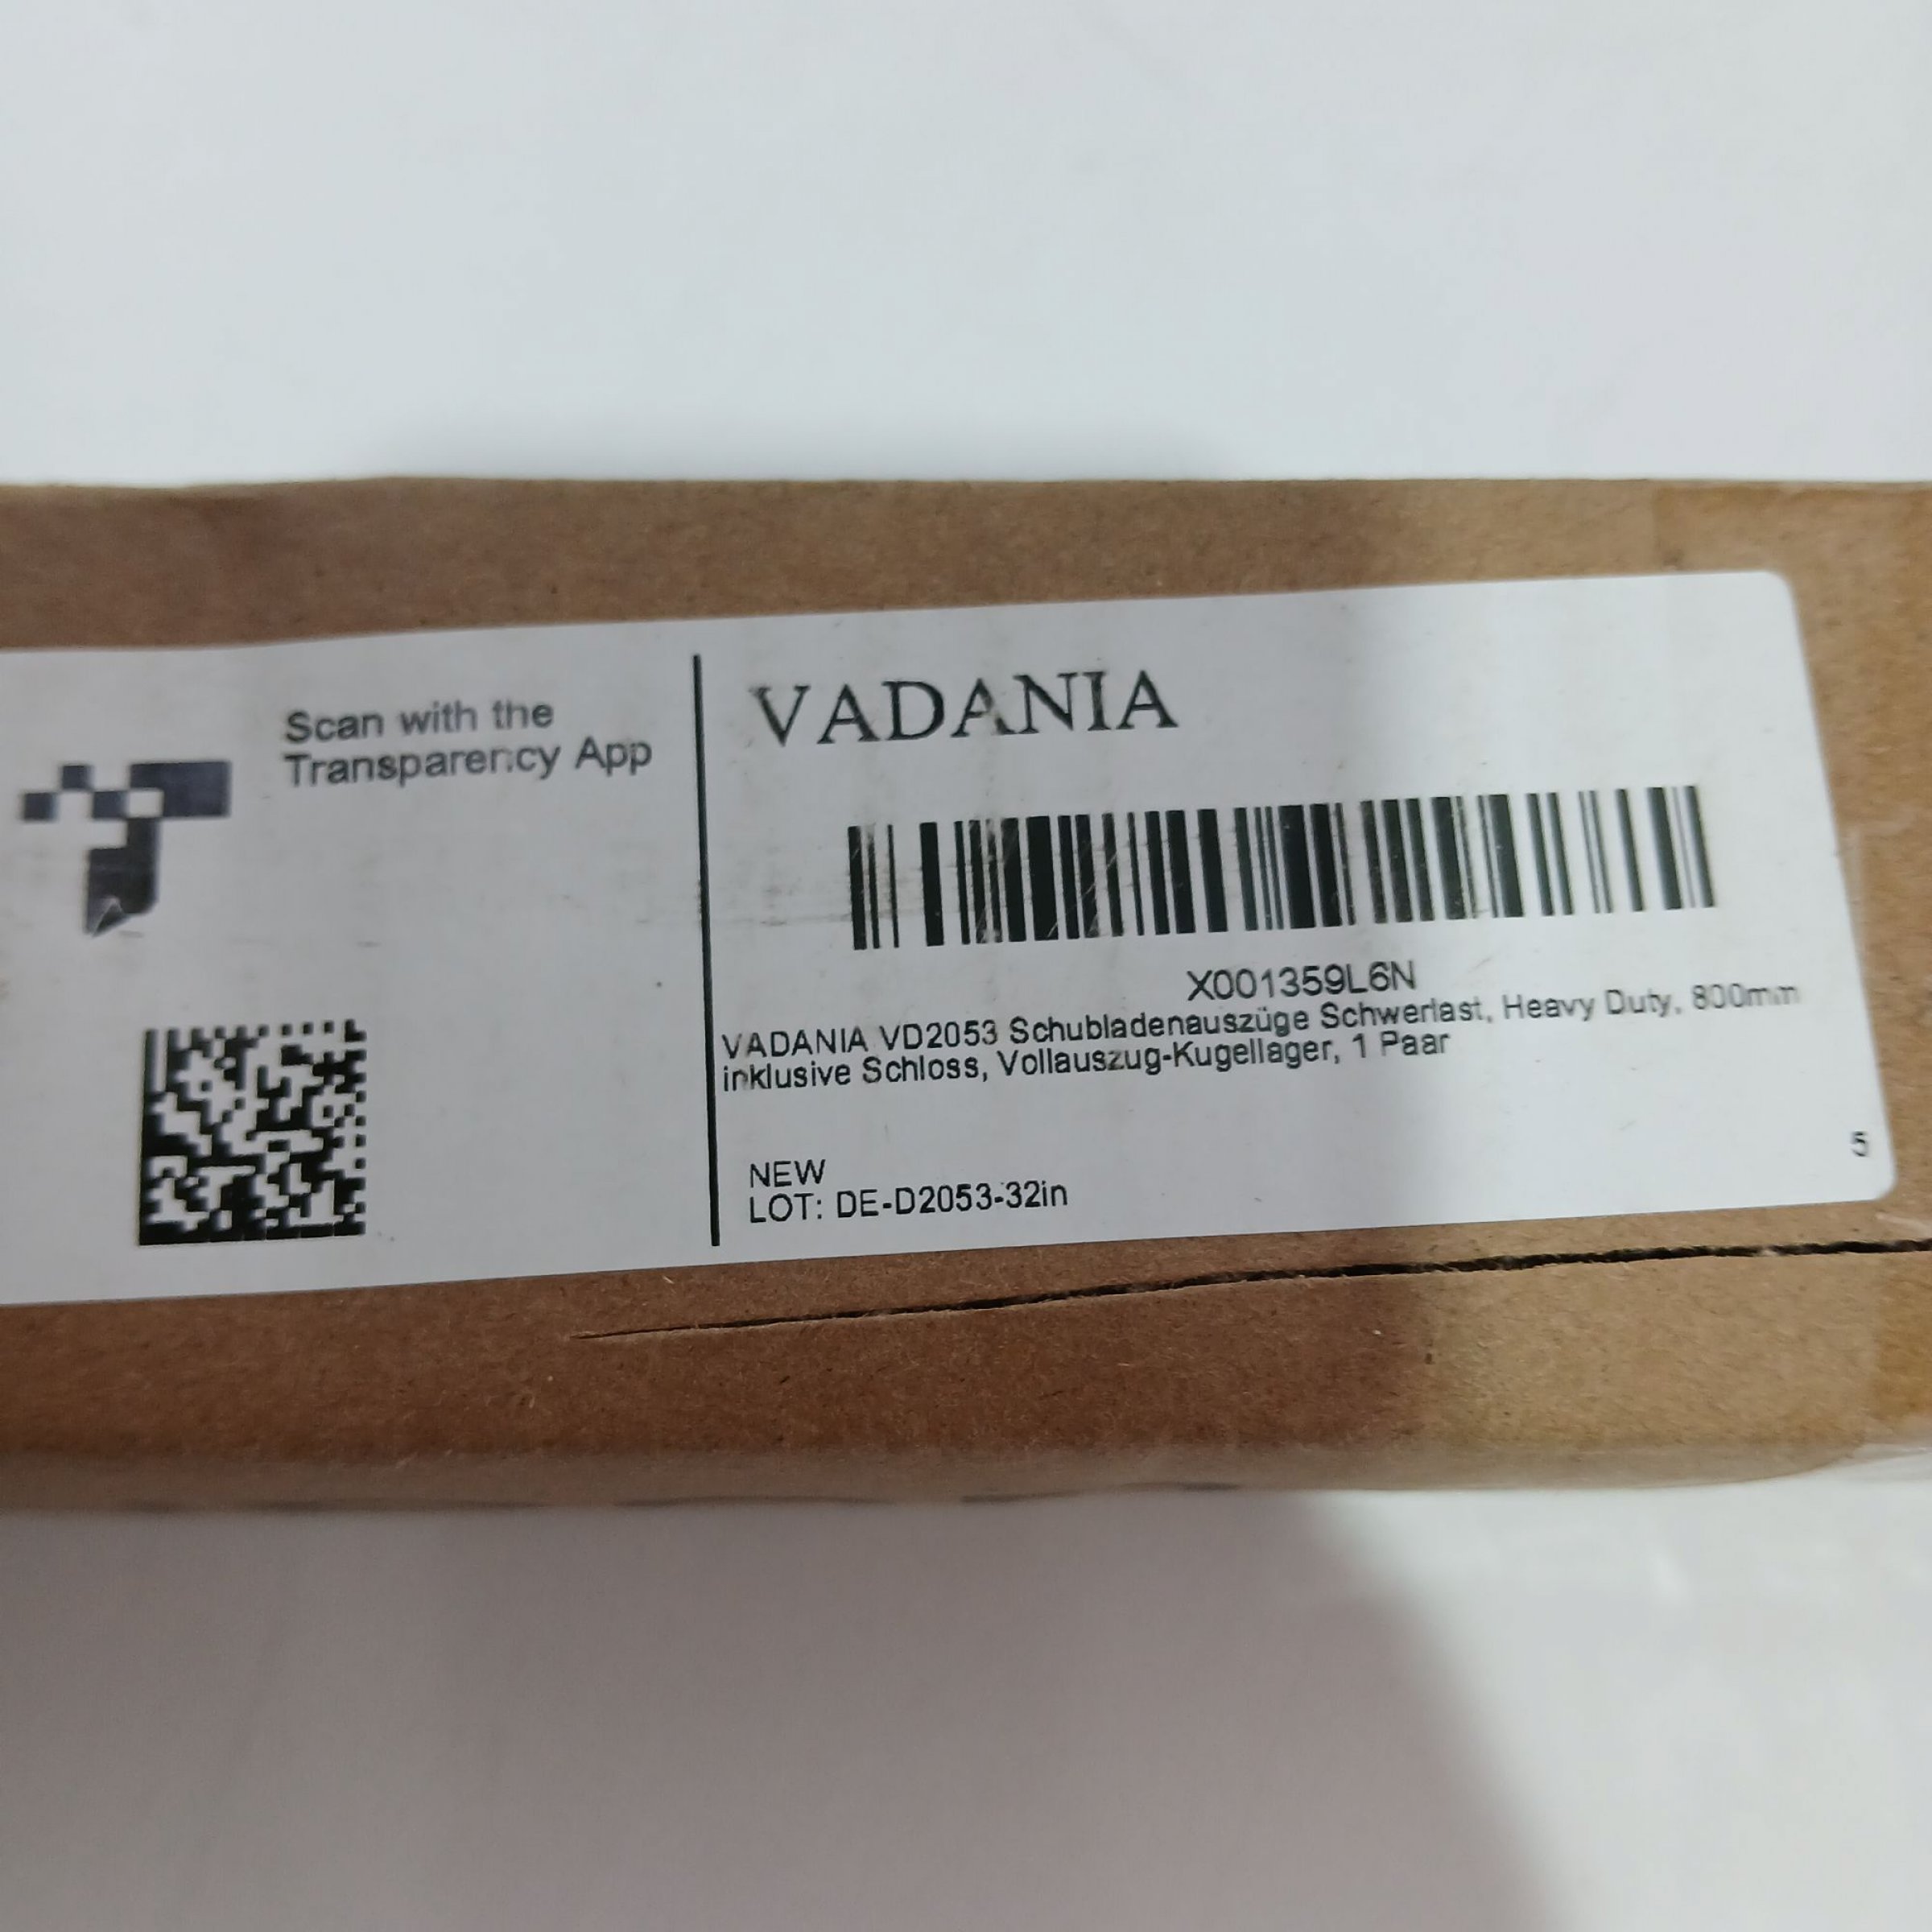 Scan with the
Transparency App
VADANIA
X001359L6N
VADANIA VD2053 Schubladenauszüge Schwerlast, Heavy Duty, 800mm
inklusive Schloss, Vollauszug-Kugellager, 1 Paar
NEW
LOT: DE-D2053-32in
5